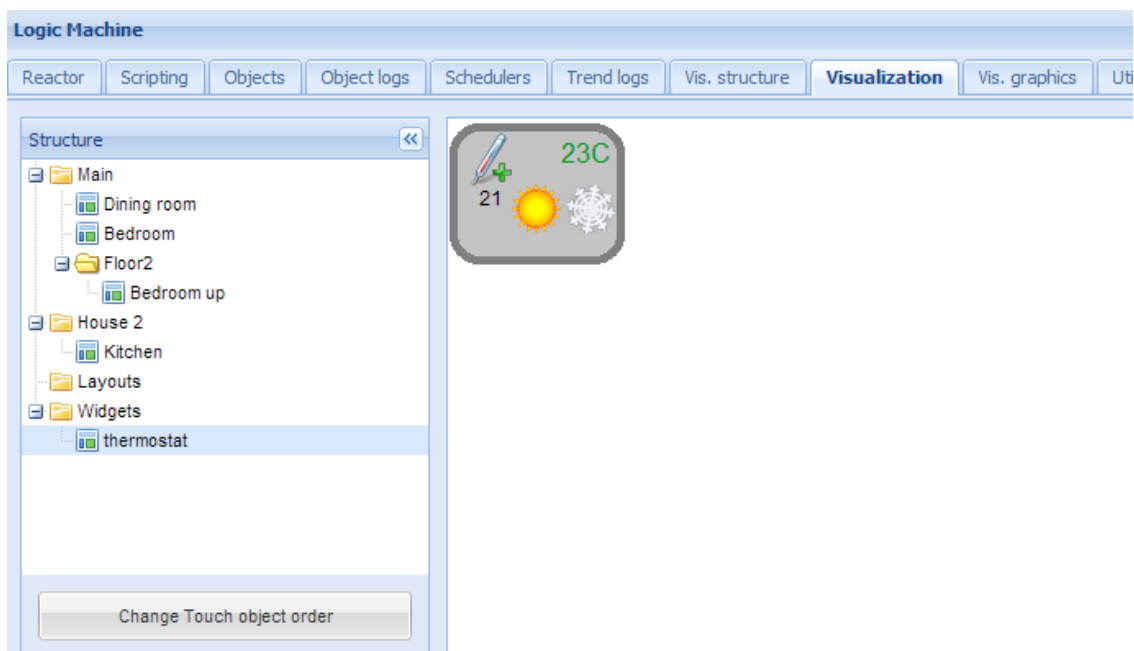 Logic Machine
Reactor Scripting Objects Object logs Schedulers Trend logs Vis. structure Visualization Vis. graphics
Structure
Main
Dining room
Bedroom
Floor2
Bedroom up
House 2
Kitchen
Layouts
Widgets
thermostat
Change Touch object order
23C
21